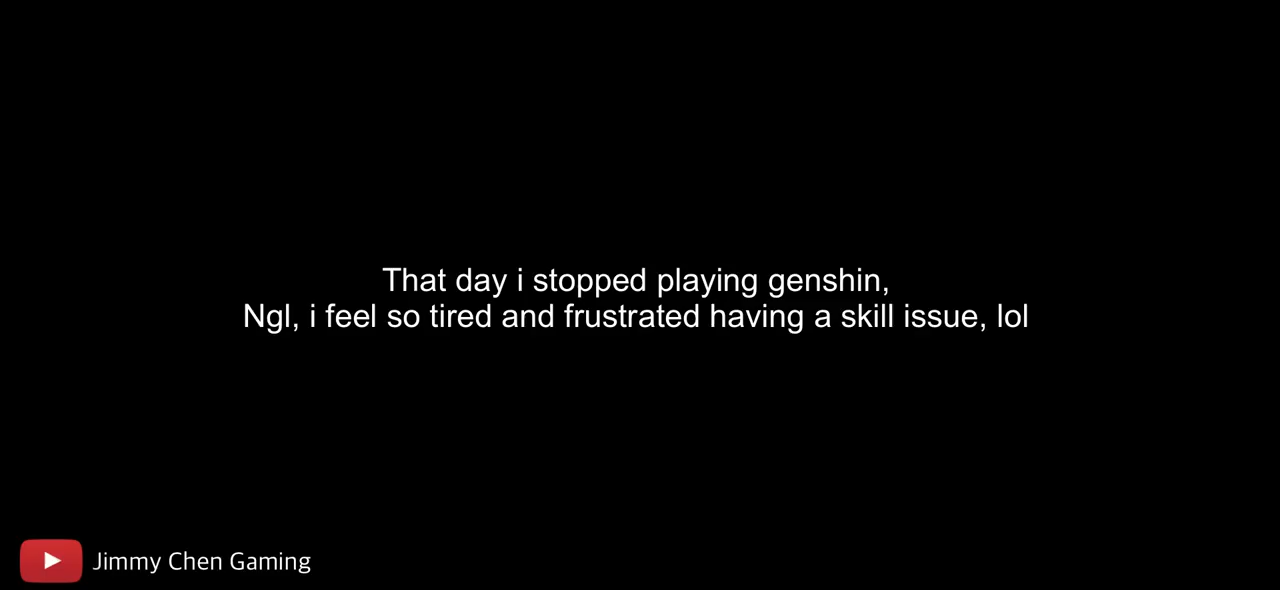 That day i stopped playing genshin,
Ngl, i feel so tired and frustrated having a skill issue, lol
Jimmy Chen Gaming